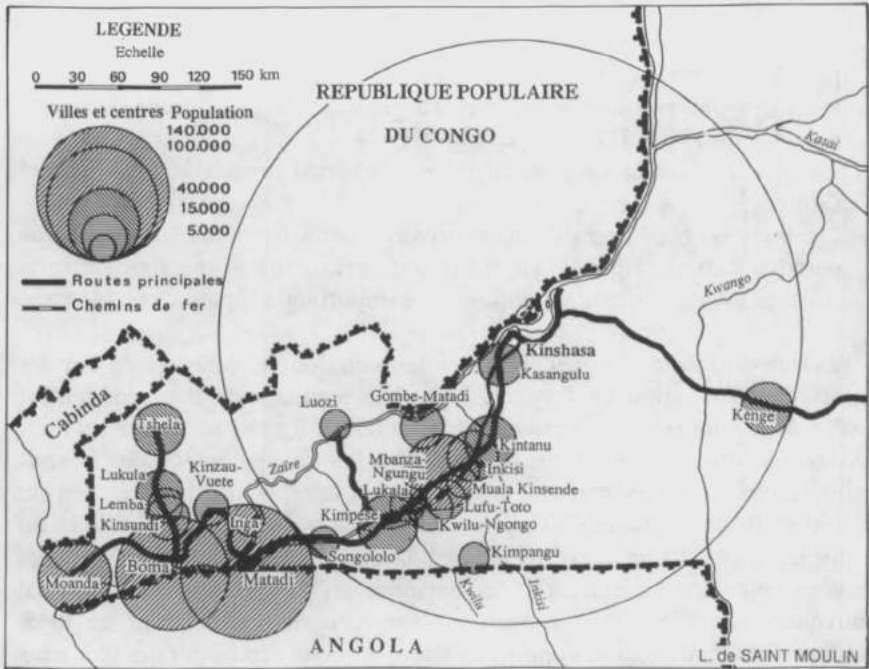 LEGENDE
Echelle
0 30 60 90 120 150 km
Villes et centres Population
140.000
100.000
40.000
15.000
5.000
Routes principales
Chemins de fer
REPUBLIQUE POPULAIRE
DU CONGO
Kasai
Kwango
Kinshasa
Kasangulu
Kenge
Cabinda
Tshela
Luozi
Gombe-Matadi
Zaïre
Kintanu
Mbanza-
Ngungu
Inkisi
Lukula
Kinzau-
Vuete
Lemba
Kinsundi
Inga
Lukala
Muala Kinsende
Lufu-Toto
Kimpese
Kwilu-Ngongo
Songololo
Kimpangu
Moanda
Boma
Matadi
Kwilu
Inkisi
ANGOLA
L. de SAINT MOULIN